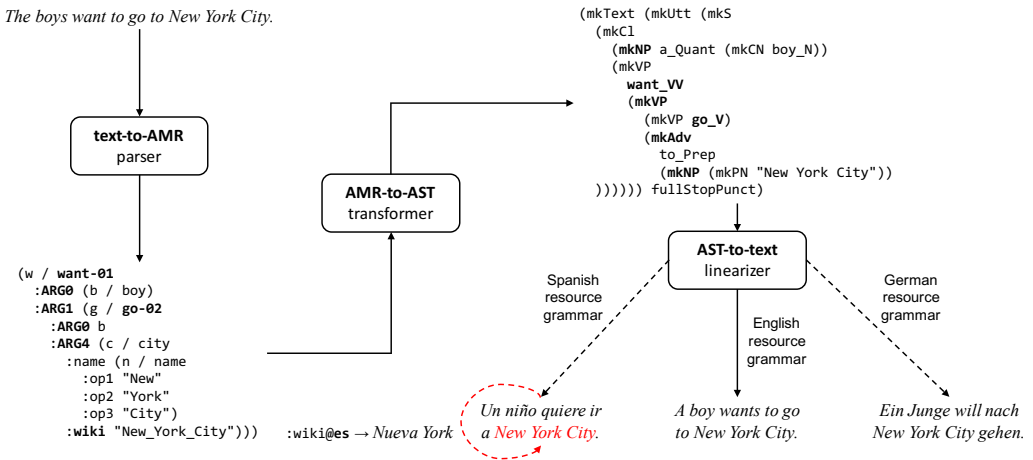 The boys want to go to New York City.
text-to-AMR
parser
(w / want-01
:ARG0 (b / boy)
:ARG1 (g / go-02
:ARG0 b
:ARG4 (c / city
:name (n / name
:op1 "New"
:op2 "York"
:op3 "City")
:wiki "New_York_City")))
:wiki@es → Nueva York
AMR-to-AST
transformer
(mkText (mkUtt (mkS
(mkCl
(mkNP a_Quant (mkCN boy_N))
(mkVP
want_VV
(mkVP
(mkVP go_V)
(mkAdv
to_Prep
(mkNP (mkPN "New York City"))
)))))) fullStopPunct)
AST-to-text
linearizer
Spanish
resource
grammar
English
resource
grammar
German
resource
grammar
Un niño quiere ir
a New York City.
A boy wants to go
to New York City.
Ein Junge will nach
New York City gehen.